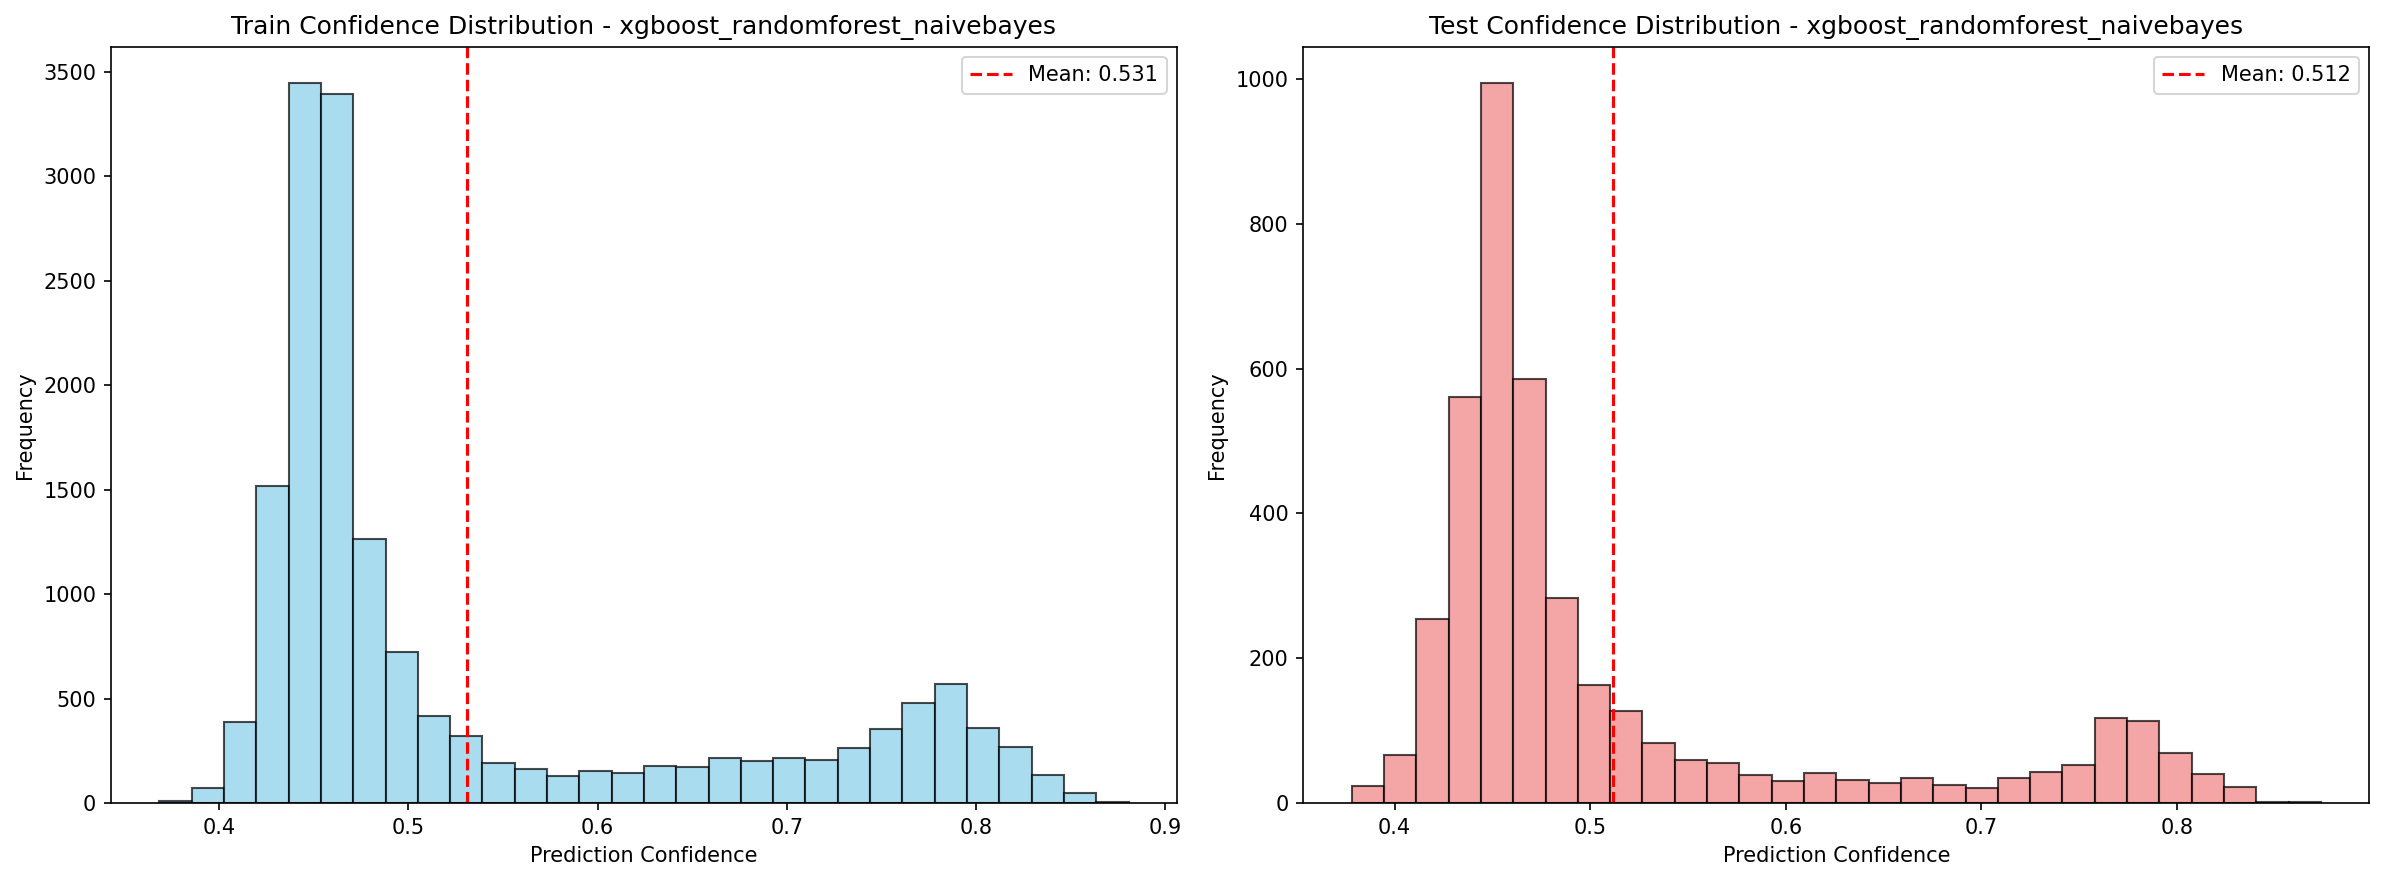 Train Confidence Distribution - xgboost_randomforest_naivebayes
Mean: 0.531
Frequency
3500
3000
2500
2000
1500
1000
500
0
0.4 0.5 0.6 0.7 0.8 0.9
Prediction Confidence
Test Confidence Distribution - xgboost_randomforest_naivebayes
Mean: 0.512
Frequency
1000
800
600
400
200
0
0.4 0.5 0.6 0.7 0.8
Prediction Confidence